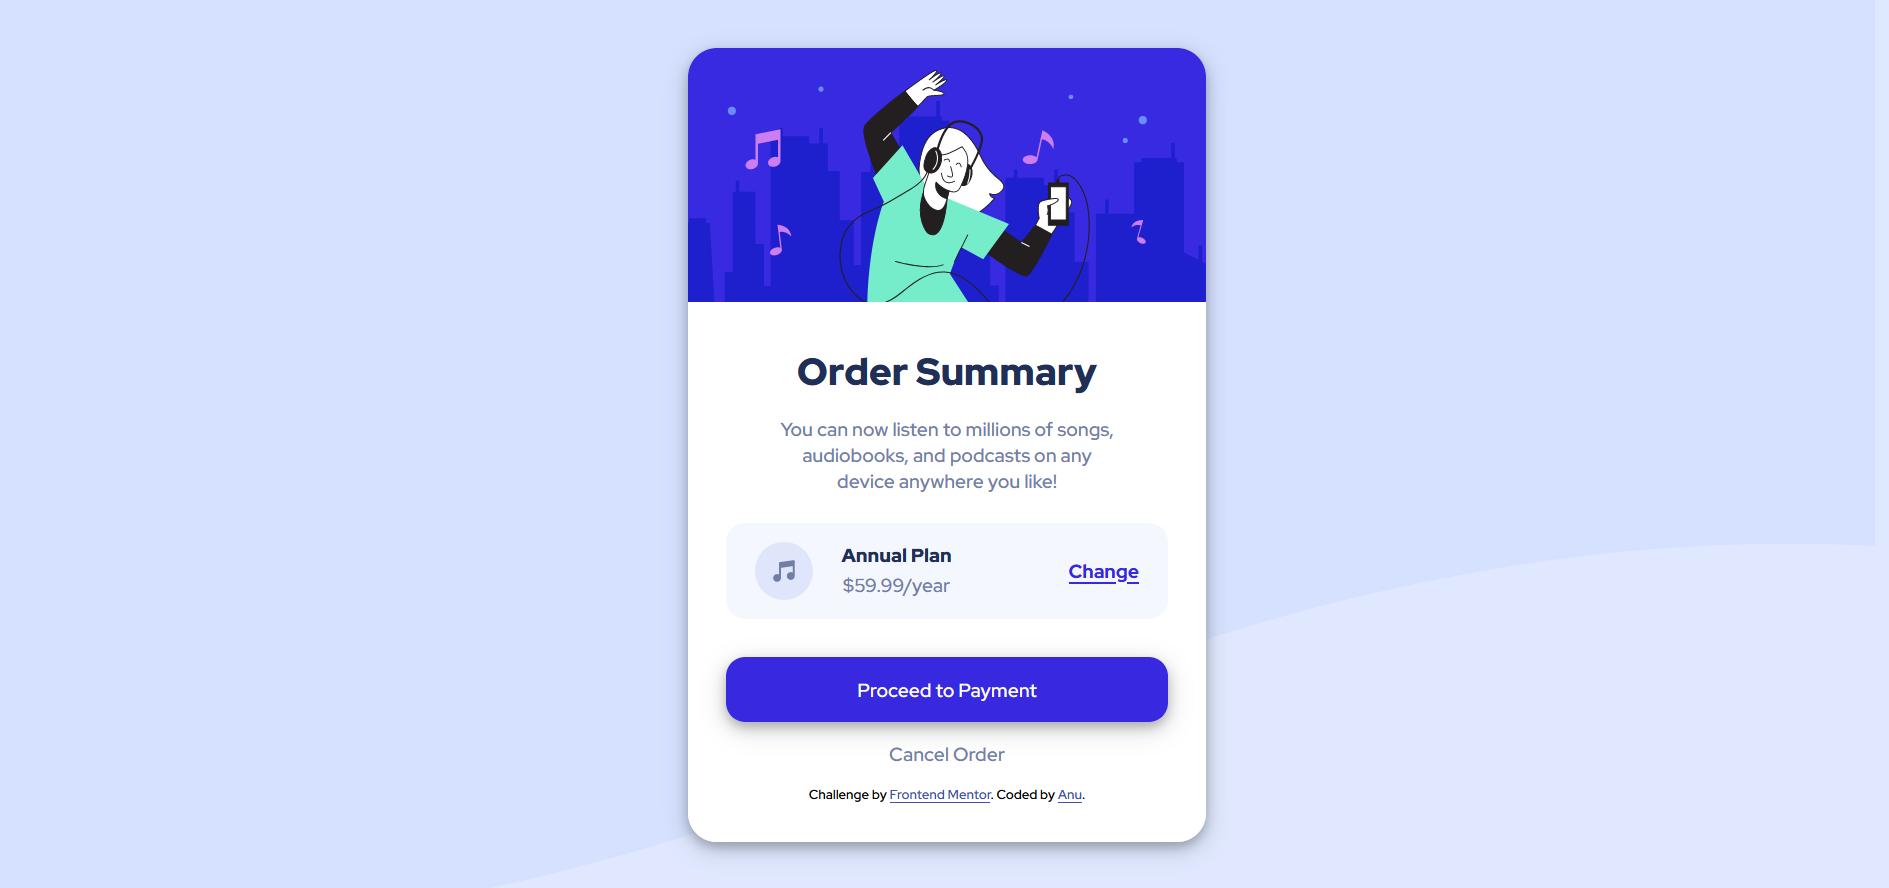 Order Summary
You can now listen to millions of songs,
audiobooks, and podcasts on any
device anywhere you like!
Annual Plan
$59.99/year
Change
Proceed to Payment
Cancel Order
Challenge by Frontend Mentor. Coded by Anu.